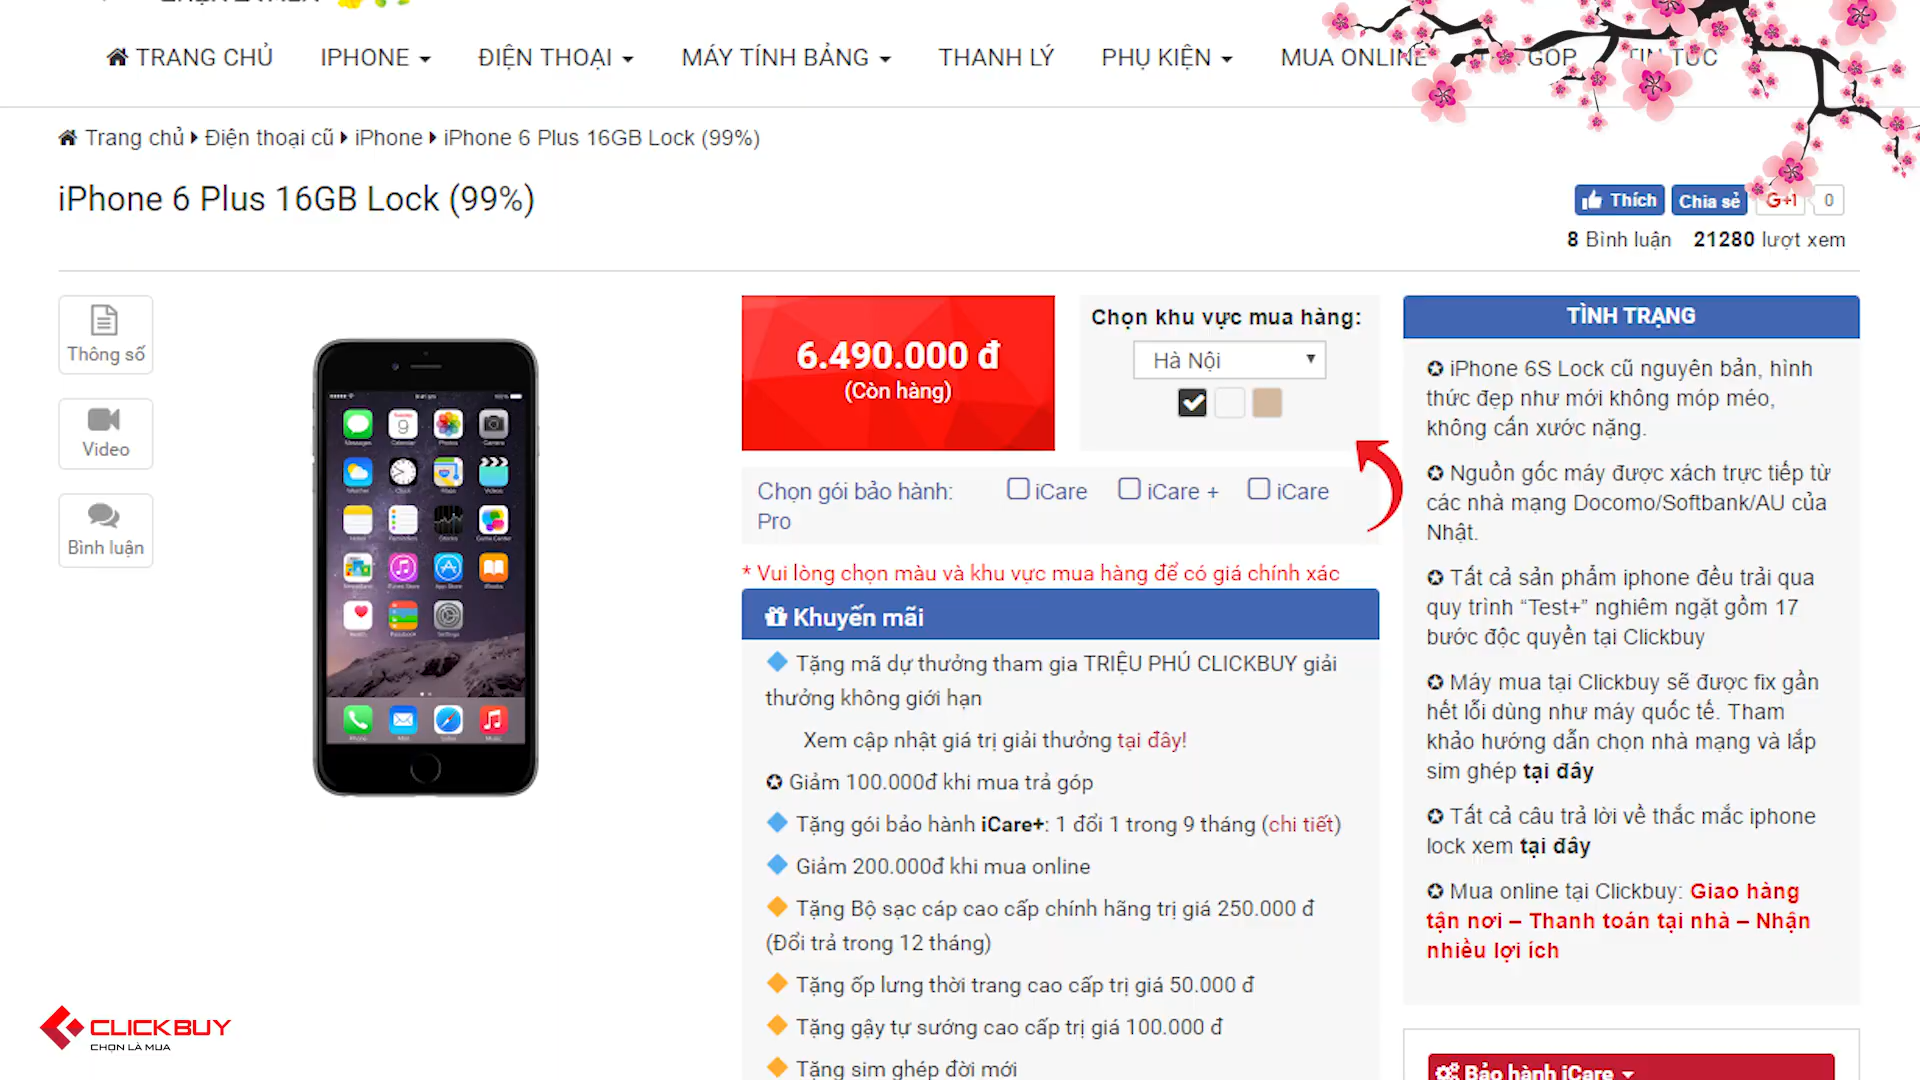 TRANG CHỦ IPHONE ĐIỆN THOẠI MÁY TÍNH BẢNG THANH LÝ PHỤ KIỆN MUA ONLINE GÓP TIN TỨC
Trang chủ Điện thoại cũ iPhone iPhone 6 Plus 16GB Lock (99%)
iPhone 6 Plus 16GB Lock (99%)
Thích Chia sẻ G+1 0
8 Bình luận 21280 lượt xem
Thông số
Video
Bình luận
6.490.000 đ
(Còn hàng)
Chọn khu vực mua hàng:
Hà Nội
Chọn gói bảo hành: iCare iCare + iCare
Pro
* Vui lòng chọn màu và khu vực mua hàng để có giá chính xác
Khuyến mãi
Tặng mã dự thưởng tham gia TRIỆU PHÚ CLICKBUY giải
thưởng không giới hạn
Xem cập nhật giá trị giải thưởng tại đây!
Giảm 100.000đ khi mua trả góp
Tặng gói bảo hành iCare+: 1 đổi 1 trong 9 tháng (chi tiết)
Giảm 200.000đ khi mua online
Tặng Bộ sạc cáp cao cấp chính hãng trị giá 250.000 đ
(Đổi trả trong 12 tháng)
Tặng ốp lưng thời trang cao cấp trị giá 50.000 đ
Tặng gậy tự sướng cao cấp trị giá 100.000 đ
Tặng sim ghép đời mới
TÌNH TRẠNG
iPhone 6S Lock cũ nguyên bản, hình
thức đẹp như mới không móp méo,
không cấn xước nặng.
Nguồn gốc máy được xách trực tiếp từ
các nhà mạng Docomo/Softbank/AU của
Nhật.
Tất cả sản phẩm iphone đều trải qua
quy trình “Test+” nghiêm ngặt gồm 17
bước độc quyền tại Clickbuy
Máy mua tại Clickbuy sẽ được fix gần
hết lỗi dùng như máy quốc tế. Tham
khảo hướng dẫn chọn nhà mạng và lắp
sim ghép tại đây
Tất cả câu trả lời về thắc mắc iphone
lock xem tại đây
Mua online tại Clickbuy: Giao hàng
tận nơi – Thanh toán tại nhà – Nhận
nhiều lợi ích
Bảo hành iCare
CLICKBUY
CHỌN LÀ MUA